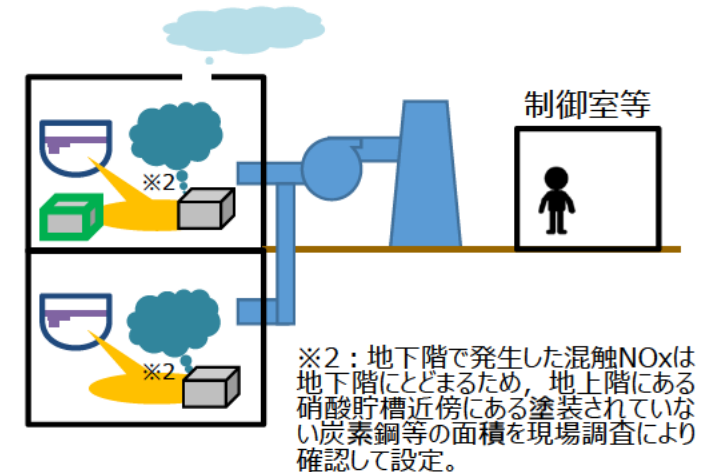 制御室等
※2
※2
※2：地下階で発生した混触NOxは
地下階にとどまるため，地上階にある
硝酸貯槽近傍にある塗装されていな
い炭素鋼等の面積を現場調査により
確認して設定。